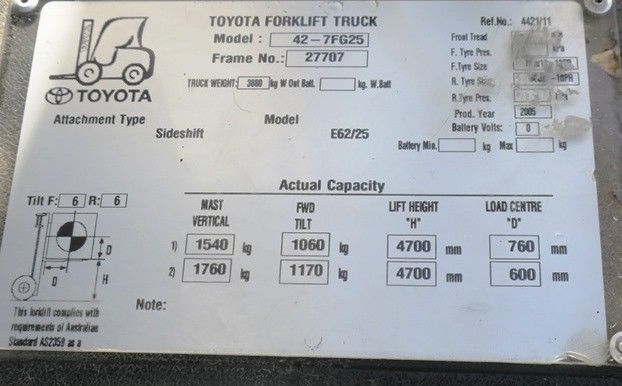 TOYOTA FORKLIFT TRUCK
Ref.No.: 4421/11
Model : 42-7FG25
Front Tread
Frame No.: 27707
F. Tyre Pres. kPa
F.Tyre Size
TRUCK WEIGHT: 3880 kg W Out Batt. kg. W.Batt
R. Tyre Size -10PR
R.Tyre Pres.
TOYOTA
Prod. Year 2005
Attachment Type Model
Battery Volts: 0
Sideshift E62/25
Battery Min. kg Max kg
Actual Capacity
Tilt F: 6 R: 6
MAST VERTICAL FWD TILT LIFT HEIGHT "H" LOAD CENTRE "D"
1) 1540 kg 1060 kg 4700 mm 760 mm
2) 1760 kg 1170 kg 4700 mm 600 mm
D
D H
Note:
This forklift complies with
requirements of Australian
Standard AS2359 as a